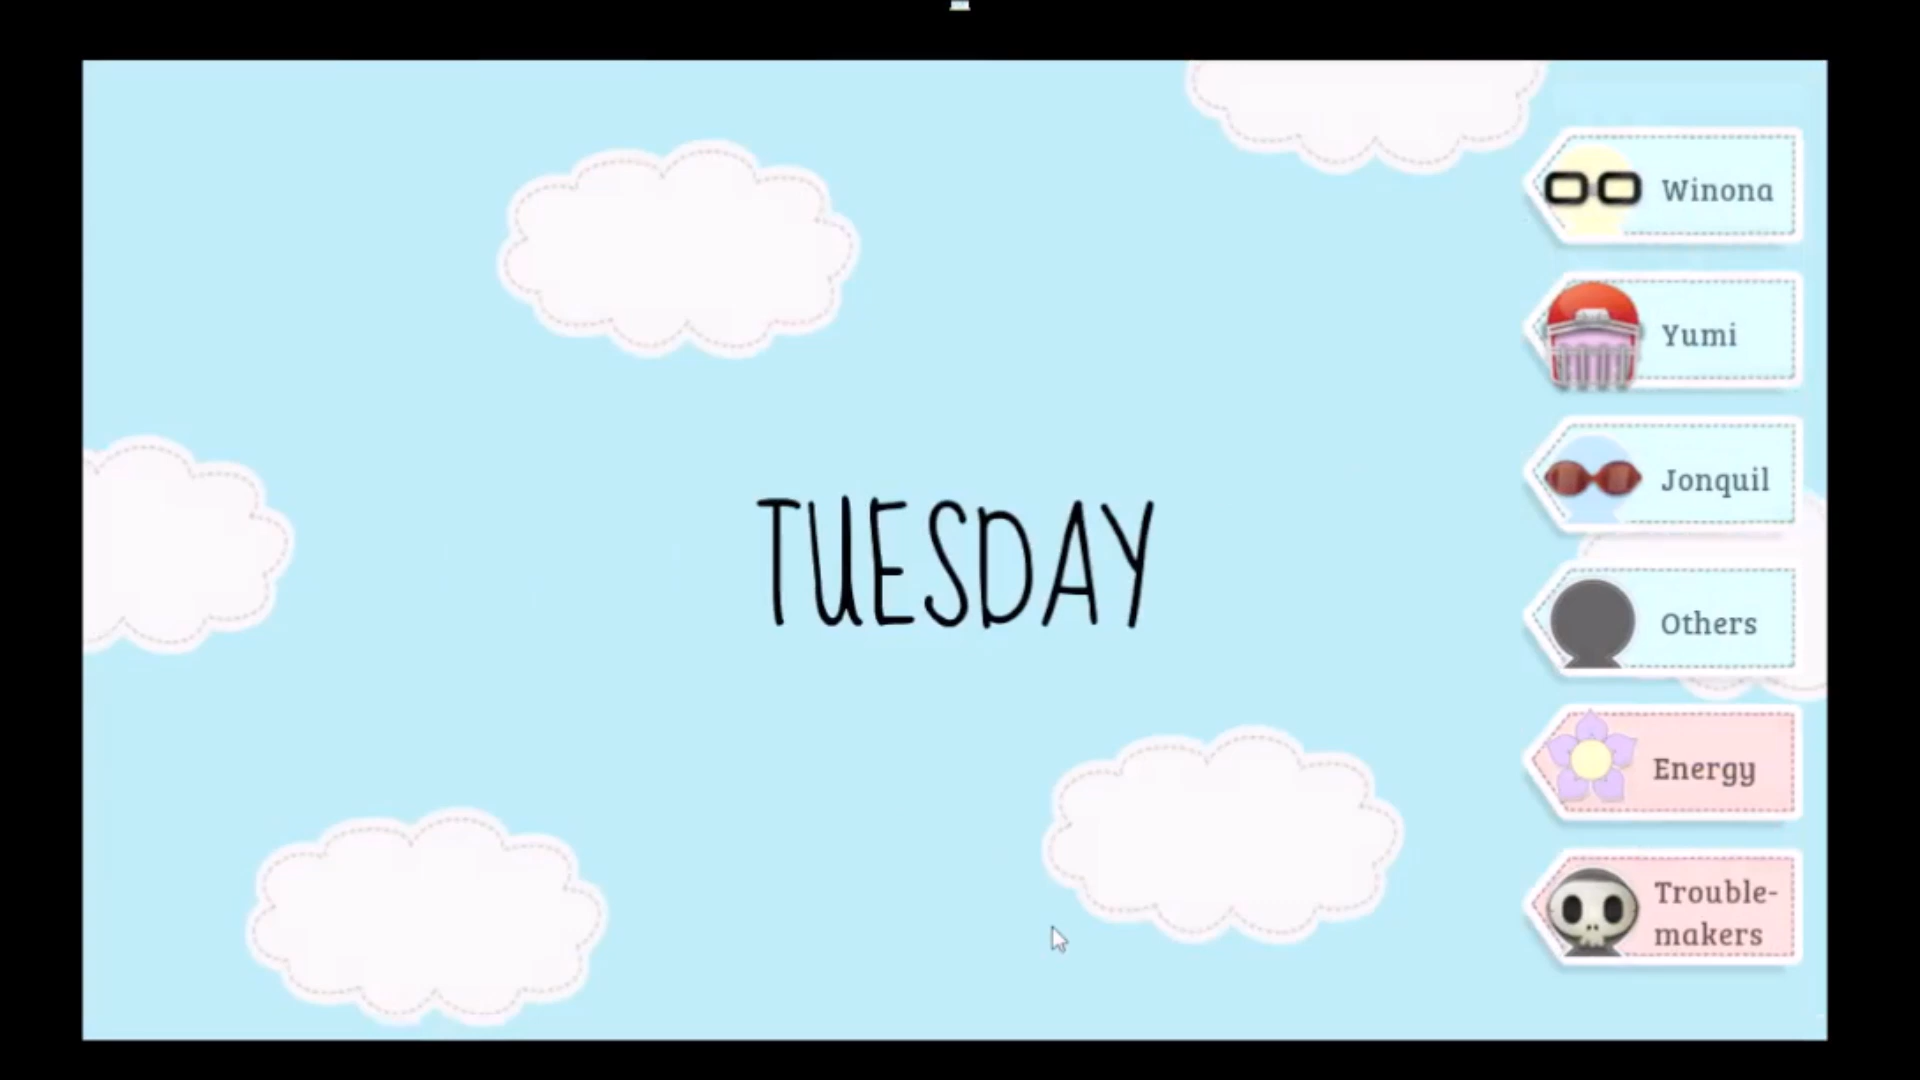 TUESDAY
Winona
Yumi
Jonquil
Others
Energy
Trouble-
makers